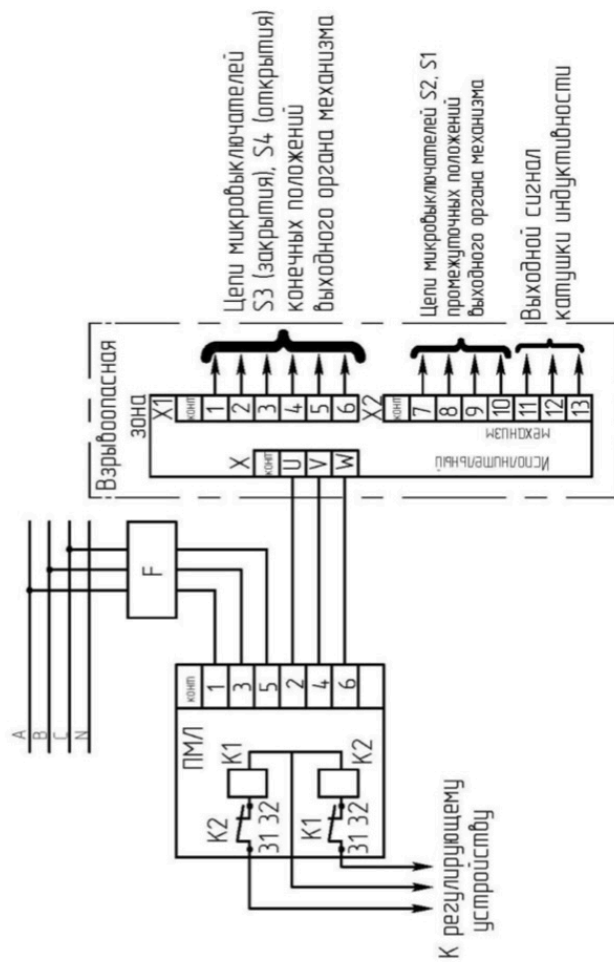 A
B
C
N
F
ПМЛ
конт
1
3
5
2
4
6
K2
K1
31 32
K1
K2
31 32
К регулирующему
устройству
Взрывоопасная
зона
X
конт
U
V
W
Исполнительный
механизм
X1
конт
1
2
3
4
5
6
X2
конт
7
8
9
10
11
12
13
Цепи микровыключателей
S3 (закрытия), S4 (открытия)
конечных положений
выходного органа механизма
Цепи микровыключателей S2, S1
промежуточных положений
выходного органа механизма
Выходной сигнал
катушки индуктивности